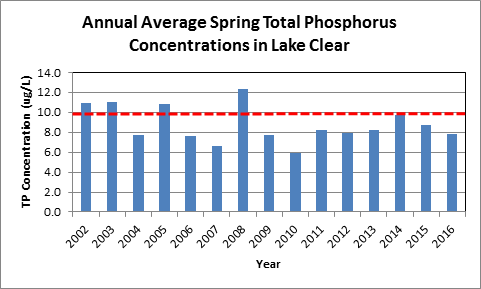 Annual Average Spring Total Phosphorus
Concentrations in Lake Clear
TP Concentration (ug/L)
14.0
12.0
10.0
8.0
6.0
4.0
2.0
0.0
2002 2003 2004 2005 2006 2007 2008 2009 2010 2011 2012 2013 2014 2015 2016
Year